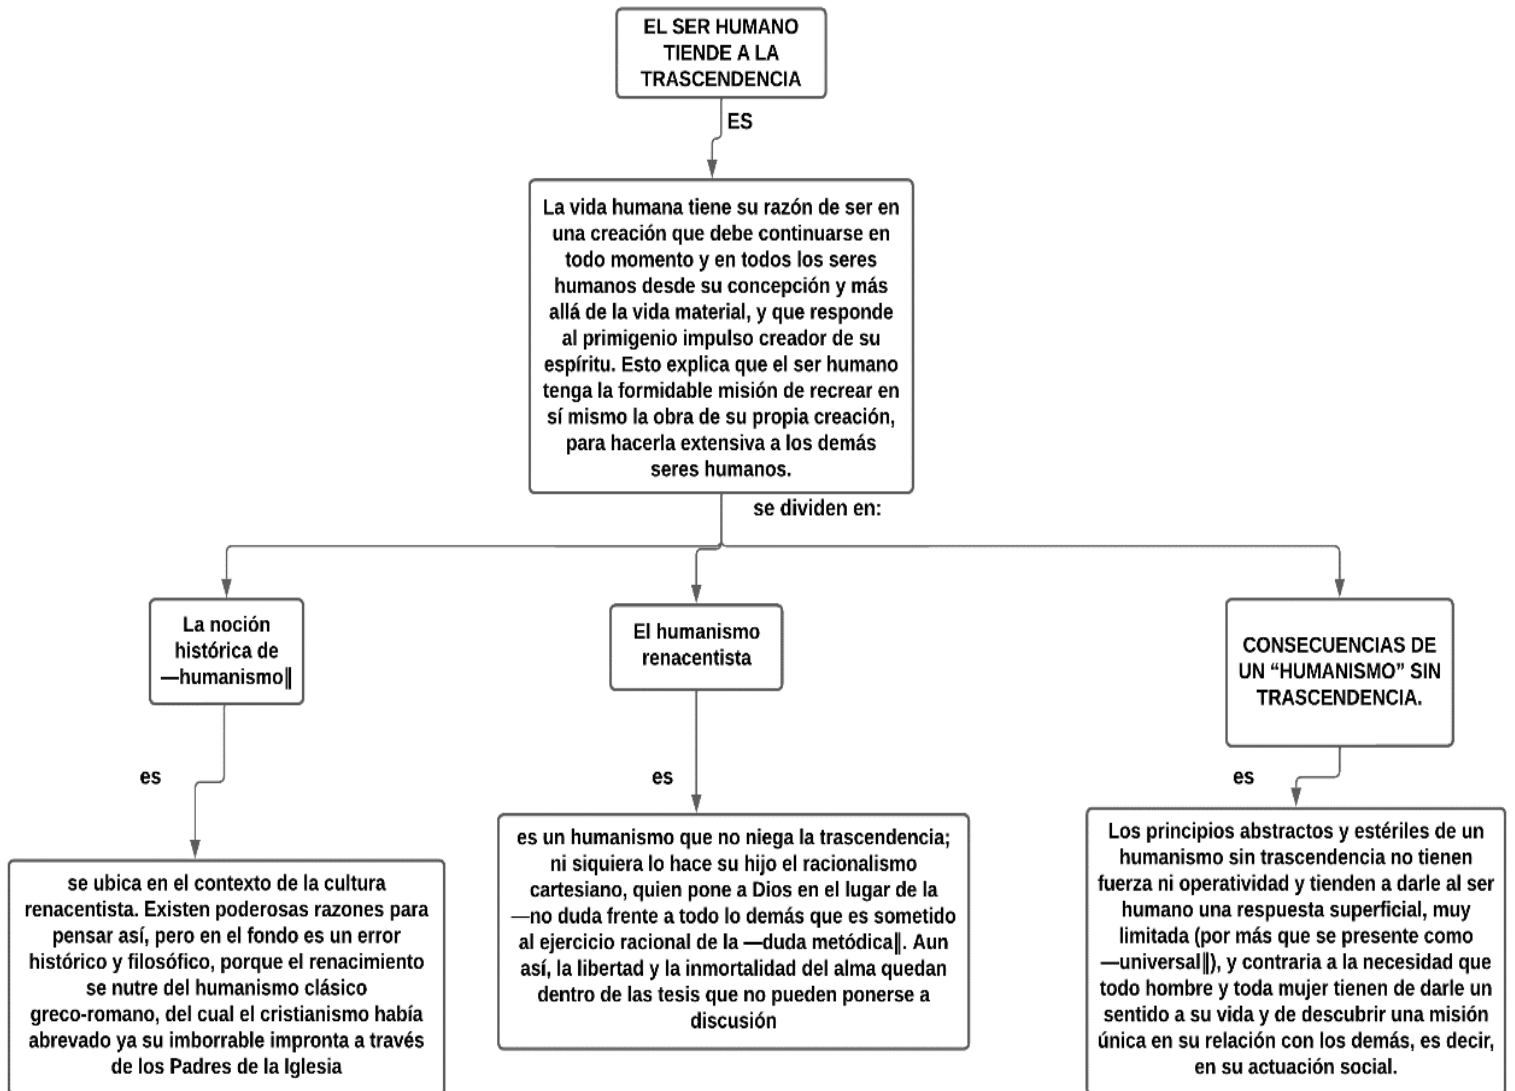 EL SER HUMANO
TIENDE A LA
TRASCENDENCIA
ES
La vida humana tiene su razón de ser en
una creación que debe continuarse en
todo momento y en todos los seres
humanos desde su concepción y más
allá de la vida material, y que responde
al primigenio impulso creador de su
espíritu. Esto explica que el ser humano
tenga la formidable misión de recrear en
sí mismo la obra de su propia creación,
para hacerla extensiva a los demás
seres humanos.
se dividen en:
La noción
histórica de
―humanismo‖
es
se ubica en el contexto de la cultura
renacentista. Existen poderosas razones para
pensar así, pero en el fondo es un error
histórico y filosófico, porque el renacimiento
se nutre del humanismo clásico
greco-romano, del cual el cristianismo había
abrevado ya su imborrable impronta a través
de los Padres de la Iglesia
El humanismo
renacentista
es
es un humanismo que no niega la trascendencia;
ni siquiera lo hace su hijo el racionalismo
cartesiano, quien pone a Dios en el lugar de la
―no duda frente a todo lo demás que es sometido
al ejercicio racional de la ―duda metódica‖. Aun
así, la libertad y la inmortalidad del alma quedan
dentro de las tesis que no pueden ponerse a
discusión
CONSECUENCIAS DE
UN “HUMANISMO” SIN
TRASCENDENCIA.
es
Los principios abstractos y estériles de un
humanismo sin trascendencia no tienen
fuerza ni operatividad y tienden a darle al ser
humano una respuesta superficial, muy
limitada (por más que se presente como
―universal‖), y contraria a la necesidad que
todo hombre y toda mujer tienen de darle un
sentido a su vida y de descubrir una misión
única en su relación con los demás, es decir,
en su actuación social.